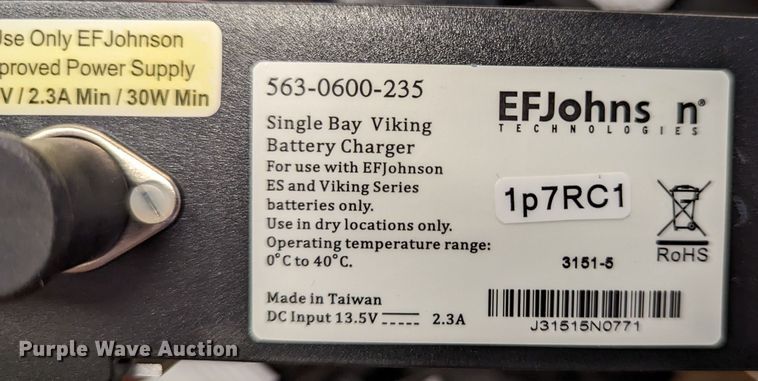 Use Only EFJohnson
proved Power Supply
V / 2.3A Min / 30W Min
563-0600-235
Single Bay Viking
Battery Charger
For use with EFJohnson
ES and Viking Series
batteries only.
Use in dry locations only.
Operating temperature range:
0°C to 40°C.
Made in Taiwan
DC Input 13.5V 2.3A
EFJohns n®
TECHNOLOGIES
1p7RC1
RoHS
3151-5
J31515N0771
Purple Wave Auction